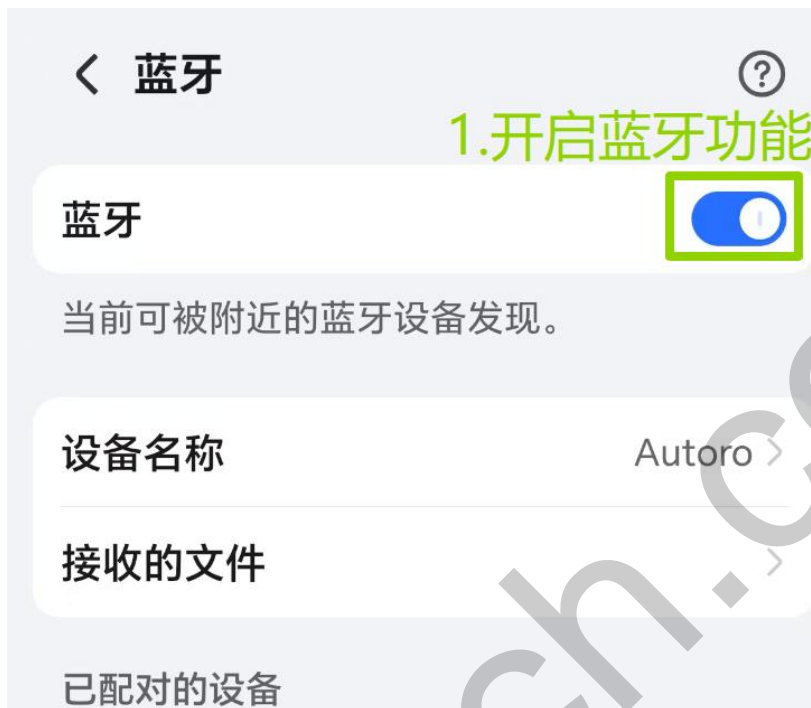 蓝牙
1.开启蓝牙功能
蓝牙
当前可被附近的蓝牙设备发现。
设备名称 Autoro
接收的文件
已配对的设备
ch.c